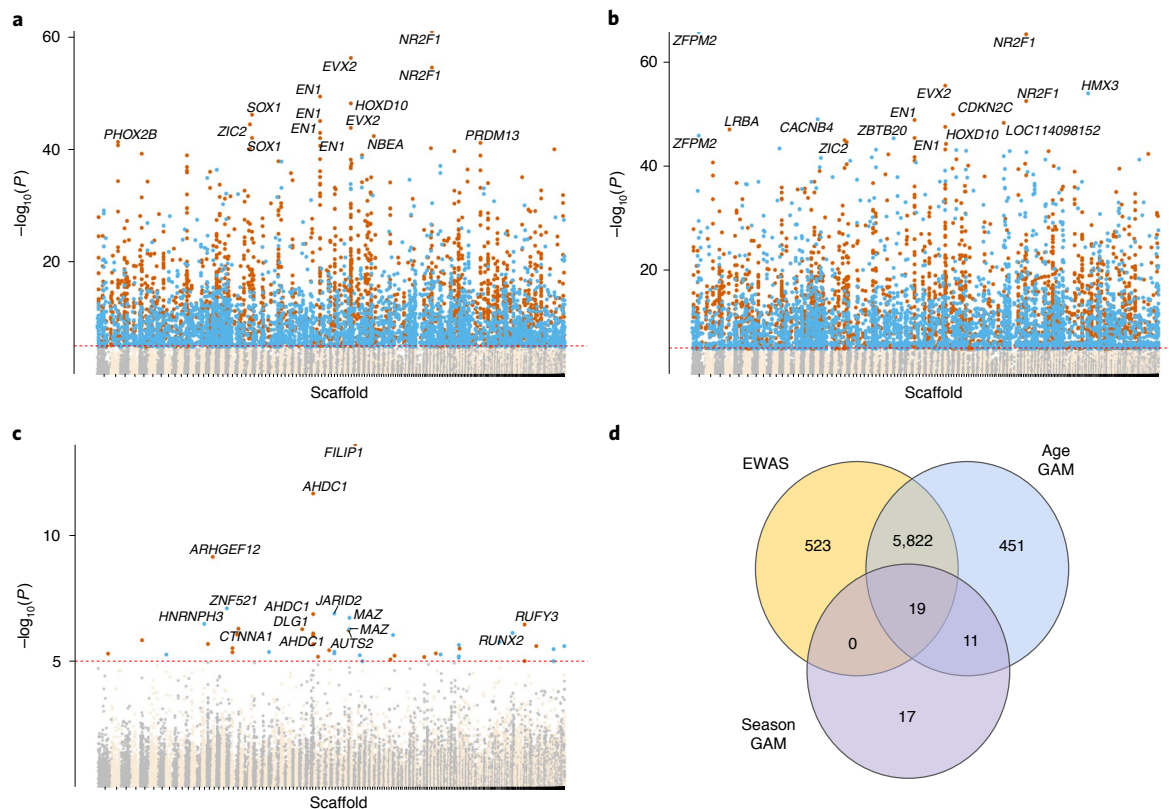 a
60
40
20
−log10(P)
NR2F1
EVX2
NR2F1
EN1
SOX1
EN1
HOXD10
ZIC2
EN1
EVX2
PHOX2B
SOX1
EN1
NBEA
PRDM13
Scaffold
b
60
40
20
−log10(P)
ZFPM2
NR2F1
EVX2
NR2F1
HMX3
LRBA
CACNB4
EN1
CDKN2C
ZBTB20
HOXD10
LOC114098152
ZFPM2
ZIC2
EN1
Scaffold
c
10
5
−log10(P)
FILIP1
AHDC1
ARHGEF12
ZNF521
AHDC1
JARID2
HNRNPH3
DLG1
MAZ
RUFY3
CTNNA1
MAZ
AHDC1
AUTS2
RUNX2
Scaffold
d
EWAS
Age
GAM
523
5,822
451
19
0
11
17
Season
GAM